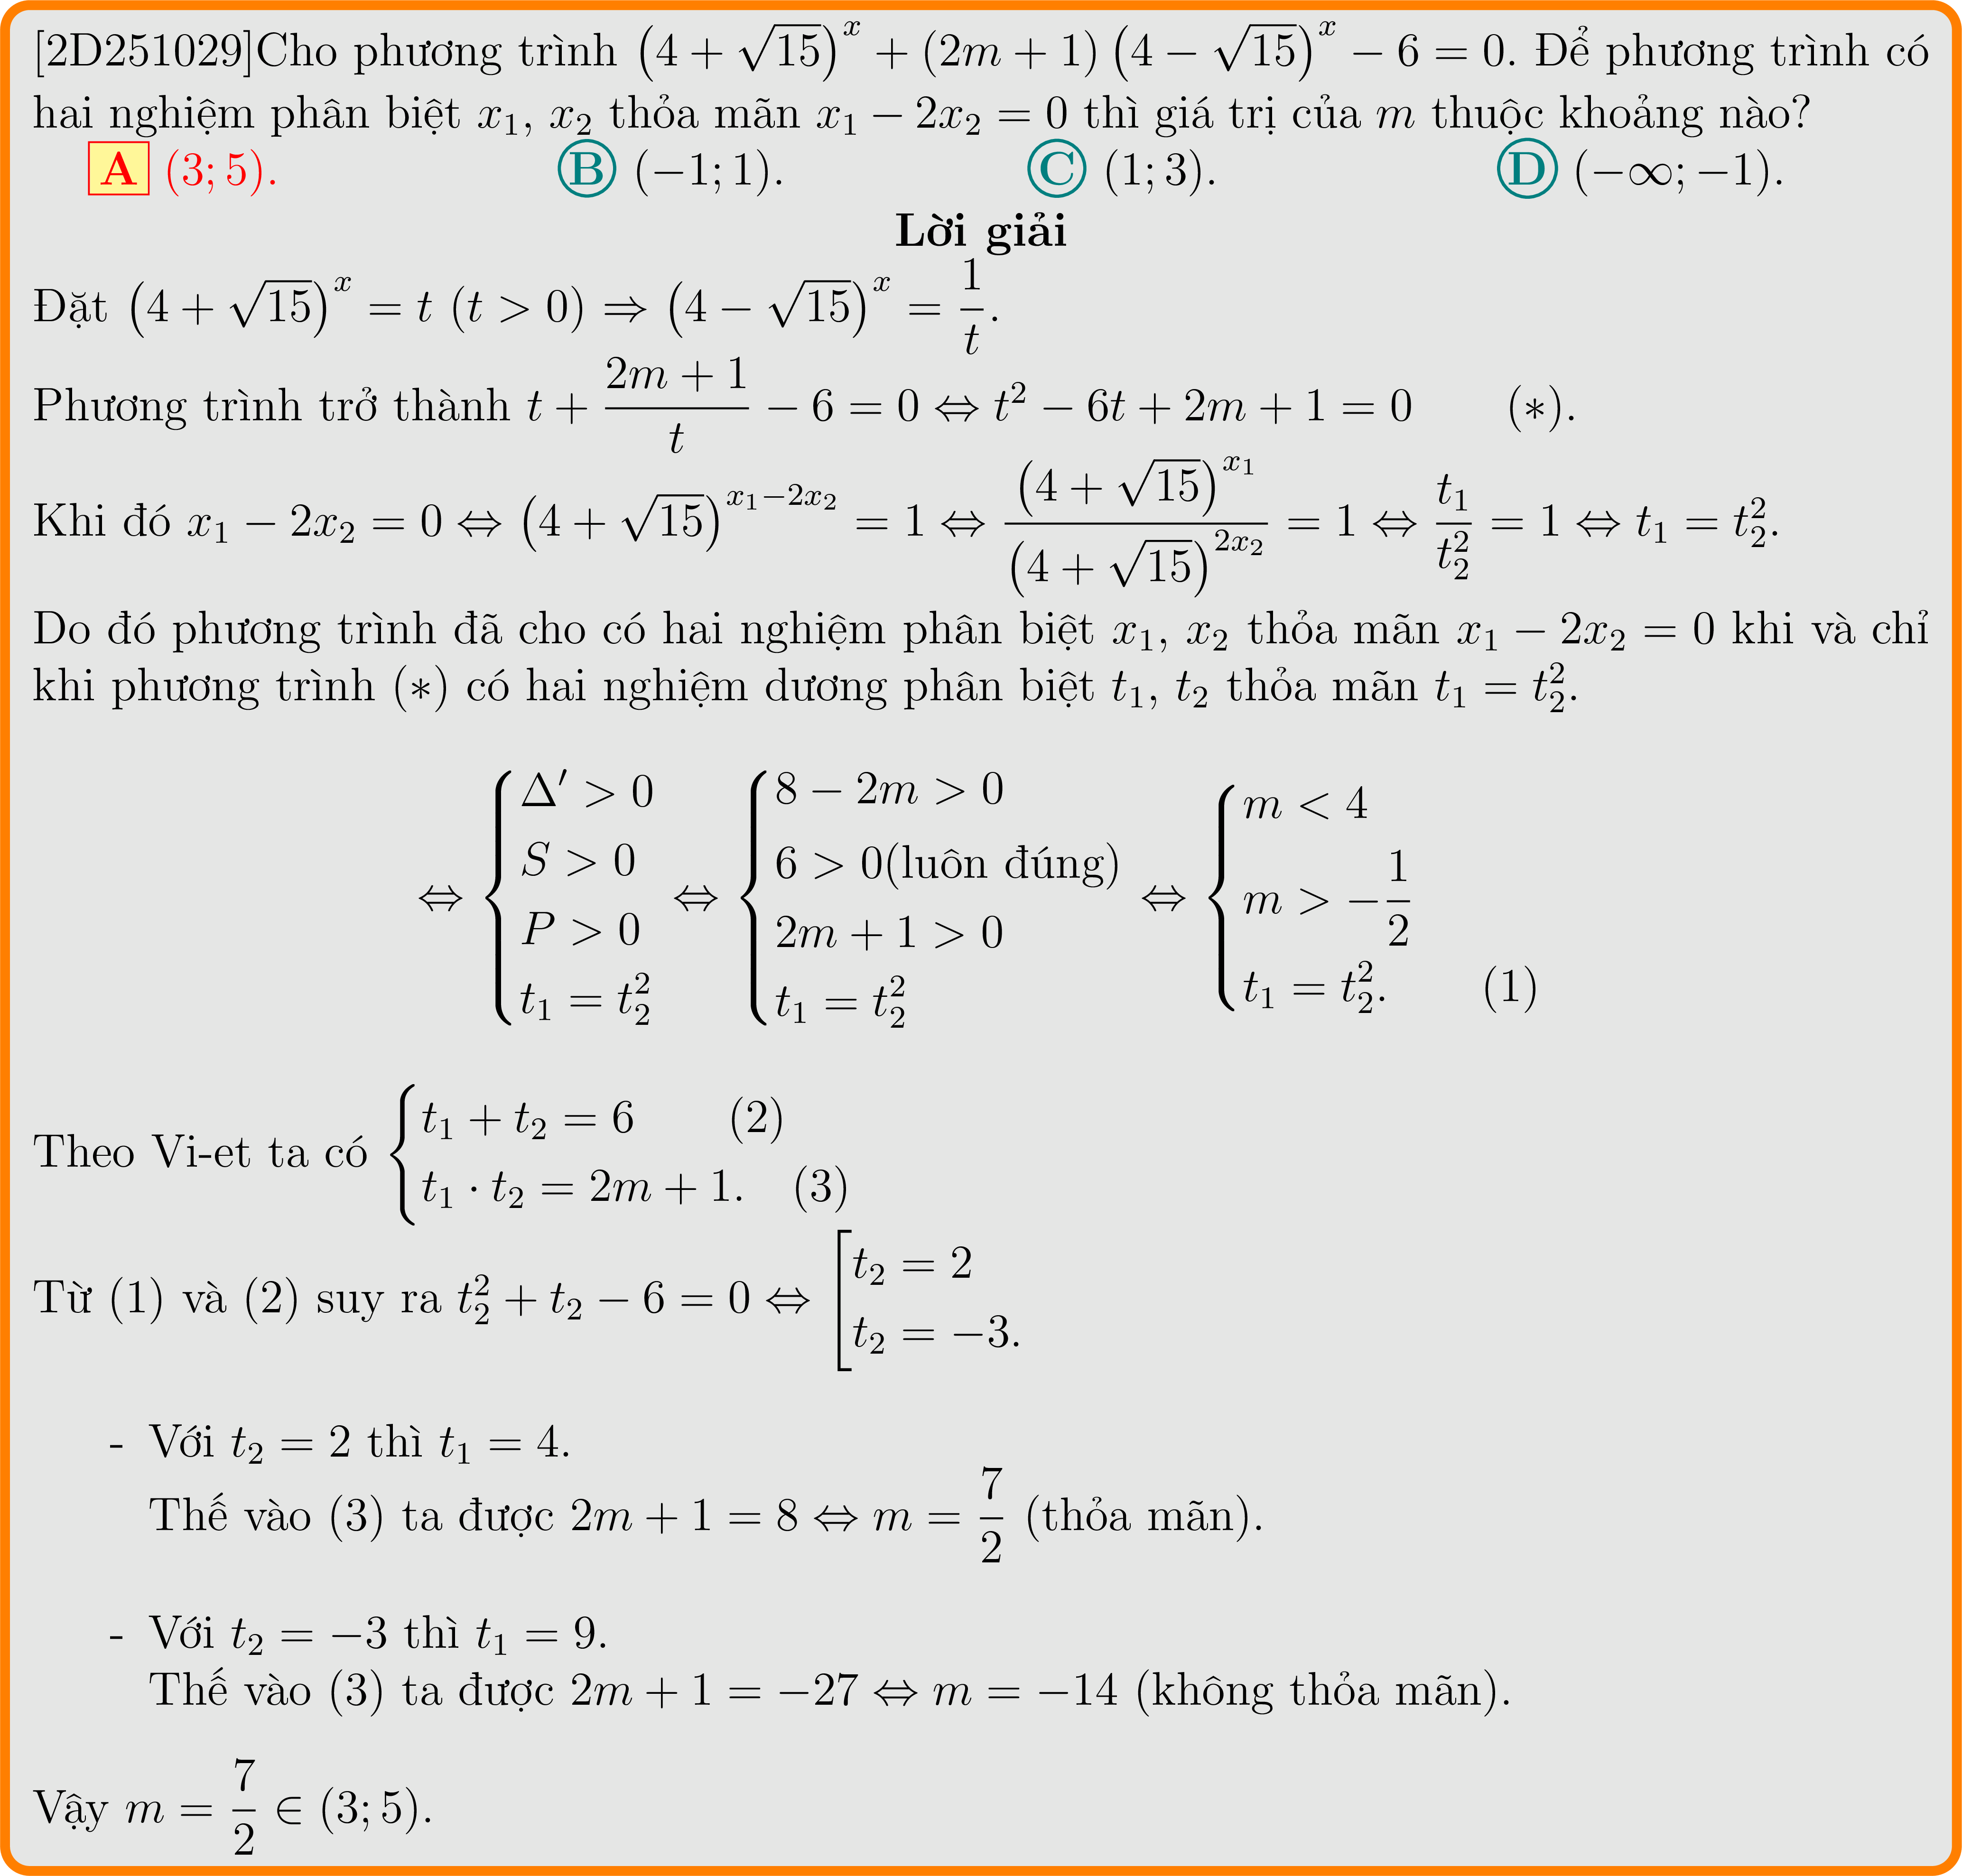 [2D251029]Cho phương trình $\left(4+\sqrt{15}\right)^x+(2m+1)\left(4-\sqrt{15}\right)^x-6=0$. Để phương trình có
hai nghiệm phân biệt $x_1$, $x_2$ thỏa mãn $x_1-2x_2=0$ thì giá trị của $m$ thuộc khoảng nào?
A $(3;5)$. B $(-1;1)$. C $(1;3)$. D $(-\infty;-1)$.
Lời giải
Đặt $\left(4+\sqrt{15}\right)^x=t\ (t>0)\Rightarrow\left(4-\sqrt{15}\right)^x=\dfrac{1}{t}$.
Phương trình trở thành $t+\dfrac{2m+1}{t}-6=0\Leftrightarrow t^2-6t+2m+1=0\qquad(*)$.
Khi đó $x_1-2x_2=0\Leftrightarrow\left(4+\sqrt{15}\right)^{x_1-2x_2}=1\Leftrightarrow\dfrac{\left(4+\sqrt{15}\right)^{x_1}}{\left(4+\sqrt{15}\right)^{2x_2}}=1\Leftrightarrow\dfrac{t_1}{t_2^2}=1\Leftrightarrow t_1=t_2^2$.
Do đó phương trình đã cho có hai nghiệm phân biệt $x_1$, $x_2$ thỏa mãn $x_1-2x_2=0$ khi và chỉ
khi phương trình $(*)$ có hai nghiệm dương phân biệt $t_1$, $t_2$ thỏa mãn $t_1=t_2^2$.
$\Leftrightarrow\begin{cases}\Delta'>0\\S>0\\P>0\\t_1=t_2^2\end{cases}\Leftrightarrow\begin{cases}8-2m>0\\6>0\text{(luôn đúng)}\\2m+1>0\\t_1=t_2^2\end{cases}\Leftrightarrow\begin{cases}m<4\\m>-\dfrac{1}{2}\\t_1=t_2^2.\qquad(1)\end{cases}$
Theo Vi-et ta có $\begin{cases}t_1+t_2=6\qquad(2)\\t_1\cdot t_2=2m+1.\quad(3)\end{cases}$
Từ (1) và (2) suy ra $t_2^2+t_2-6=0\Leftrightarrow\left[\begin{array}{l}t_2=2\\t_2=-3.\end{array}\right.$
- Với $t_2=2$ thì $t_1=4$.
Thế vào (3) ta được $2m+1=8\Leftrightarrow m=\dfrac{7}{2}$ (thỏa mãn).
- Với $t_2=-3$ thì $t_1=9$.
Thế vào (3) ta được $2m+1=-27\Leftrightarrow m=-14$ (không thỏa mãn).
Vậy $m=\dfrac{7}{2}\in(3;5)$.